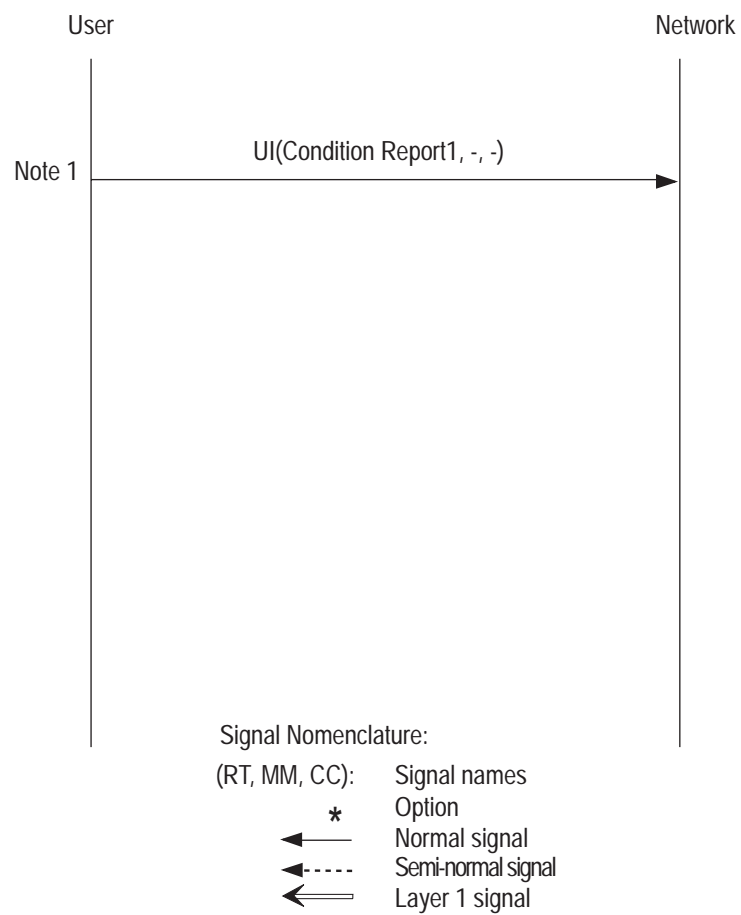 User Network
UI(Condition Report1, -, -)
Note 1
Signal Nomenclature:
(RT, MM, CC): Signal names
* Option
Normal signal
Semi-normal signal
Layer 1 signal